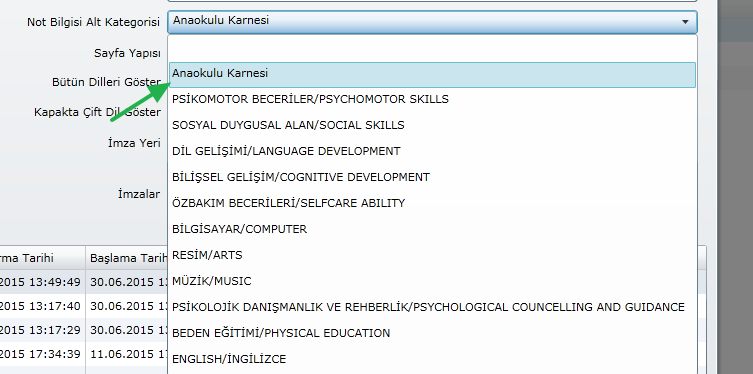 Not Bilgisi Alt Kategorisi Anaokulu Karnesi
Sayfa Yapısı
Bütün Dilleri Göster Anaokulu Karnesi
Kapakta Çift Dil Göster PSİKOMOTOR BECERİLER/PSYCHOMOTOR SKILLS
SOSYAL DUYGUSAL ALAN/SOCIAL SKILLS
İmza Yeri DİL GELİŞİMİ/LANGUAGE DEVELOPMENT
BİLİŞSEL GELİŞİM/COGNITIVE DEVELOPMENT
İmzalar ÖZBAKIM BECERİLERİ/SELFCARE ABILITY
BİLGİSAYAR/COMPUTER
rma Tarihi Başlama Tarih RESİM/ARTS
2015 13:49:49 30.06.2015 13 MÜZİK/MUSIC
2015 13:17:40 30.06.2015 13 PSİKOLOJİK DANIŞMANLIK VE REHBERLİK/PSYCHOLOGICAL COUNCELLING AND GUIDANCE
2015 13:17:29 30.06.2015 13 BEDEN EĞİTİMİ/PHYSICAL EDUCATION
2015 17:34:39 11.06.2015 17 ENGLISH/İNGİLİZCE